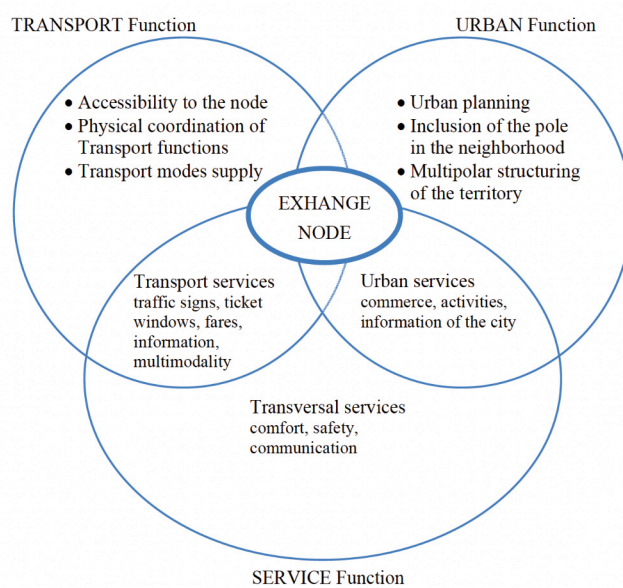 TRANSPORT Function
URBAN Function
• Accessibility to the node
• Physical coordination of
Transport functions
• Transport modes supply
• Urban planning
• Inclusion of the pole
in the neighborhood
• Multipolar structuring
of the territory
EXHANGE
NODE
Transport services
traffic signs, ticket
windows, fares,
information,
multimodality
Urban services
commerce, activities,
information of the city
Transversal services
comfort, safety,
communication
SERVICE Function